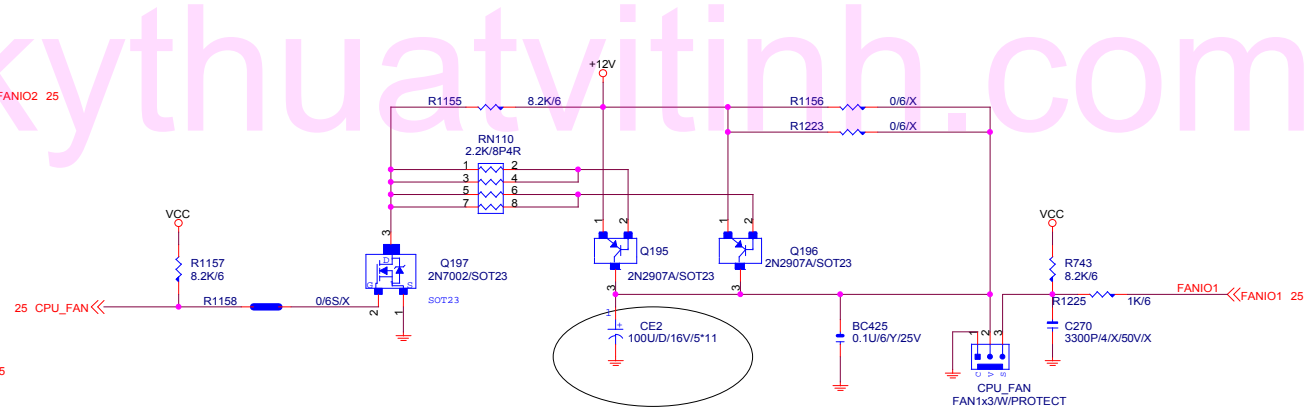 kythuatvitinh.com
FANIO2 25
+12V
R1155 8.2K/6
R1156 0/6/X
R1223 0/6/X
RN110
2.2K/8P4R
1 2
3 4
5 6
7 8
VCC
R1157
8.2K/6
25 CPU_FAN
R1158 0/6S/X
3
D
G S
2 1
Q197
2N7002/SOT23
SOT23
1 2
Q195
2N2907A/SOT23
3
1 2
Q196
2N2907A/SOT23
3
1 +
CE2
100U/D/16V/5*11
BC425
0.1U/6/Y/25V
VCC
R743
8.2K/6
R1225 1K/6
FANIO1
FANIO1 25
C270
3300P/4/X/50V/X
1 2 3
C V S
CPU_FAN
FAN1x3/W/PROTECT
5